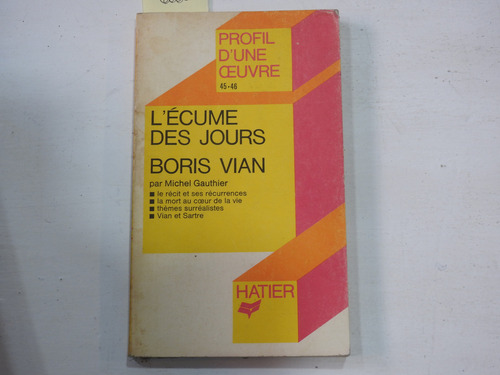 PROFIL
D'UNE
ŒUVRE
45-46
L'ÉCUME
DES JOURS
BORIS VIAN
par Michel Gauthier
■ le récit et ses récurrences
■ la mort au cœur de la vie
■ thèmes surréalistes
■ Vian et Sartre
HATIER